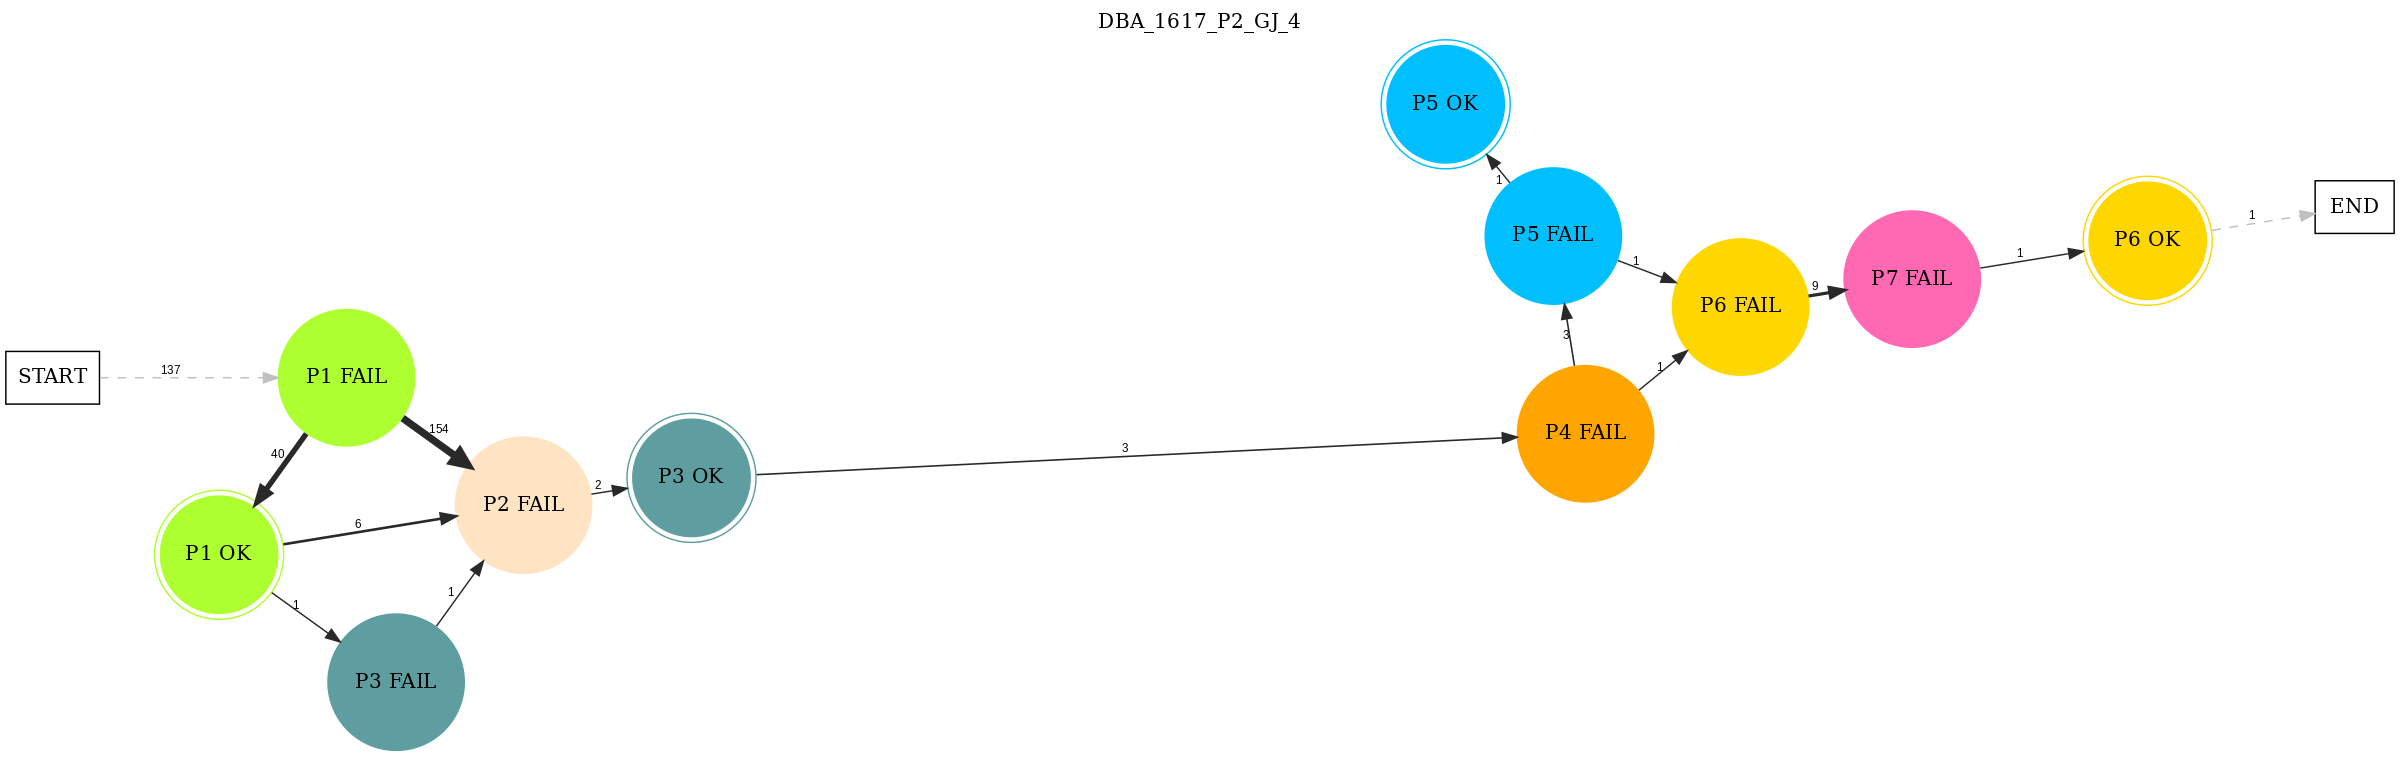 DBA_1617_P2_GJ_4
P5 OK
1
P5 FAIL
1
P6 FAIL
9
P7 FAIL
1
P6 OK
1
END
START
137
P1 FAIL
154
40
P1 OK
6
1
P2 FAIL
2
P3 OK
3
P4 FAIL
3
1
P3 FAIL
1